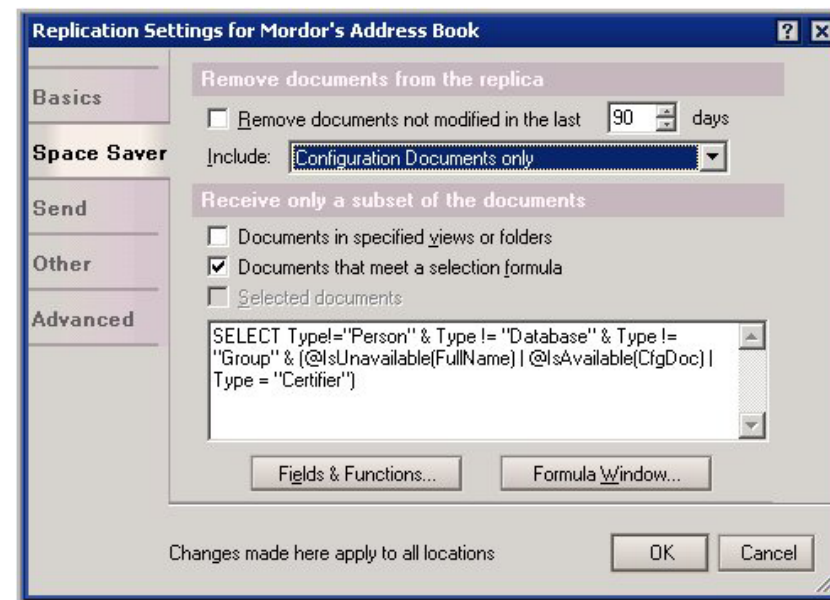 Replication Settings for Mordor's Address Book
Basics
Space Saver
Send
Other
Advanced
Remove documents from the replica
Remove documents not modified in the last 90 days
Include: Configuration Documents only
Receive only a subset of the documents
Documents in specified views or folders
Documents that meet a selection formula
Selected documents
SELECT Type!="Person" & Type != "Database" & Type !=
"Group" & (@IsUnavailable(FullName) | @IsAvailable(CfgDoc) |
Type = "Certifier")
Fields & Functions... Formula Window...
Changes made here apply to all locations OK Cancel